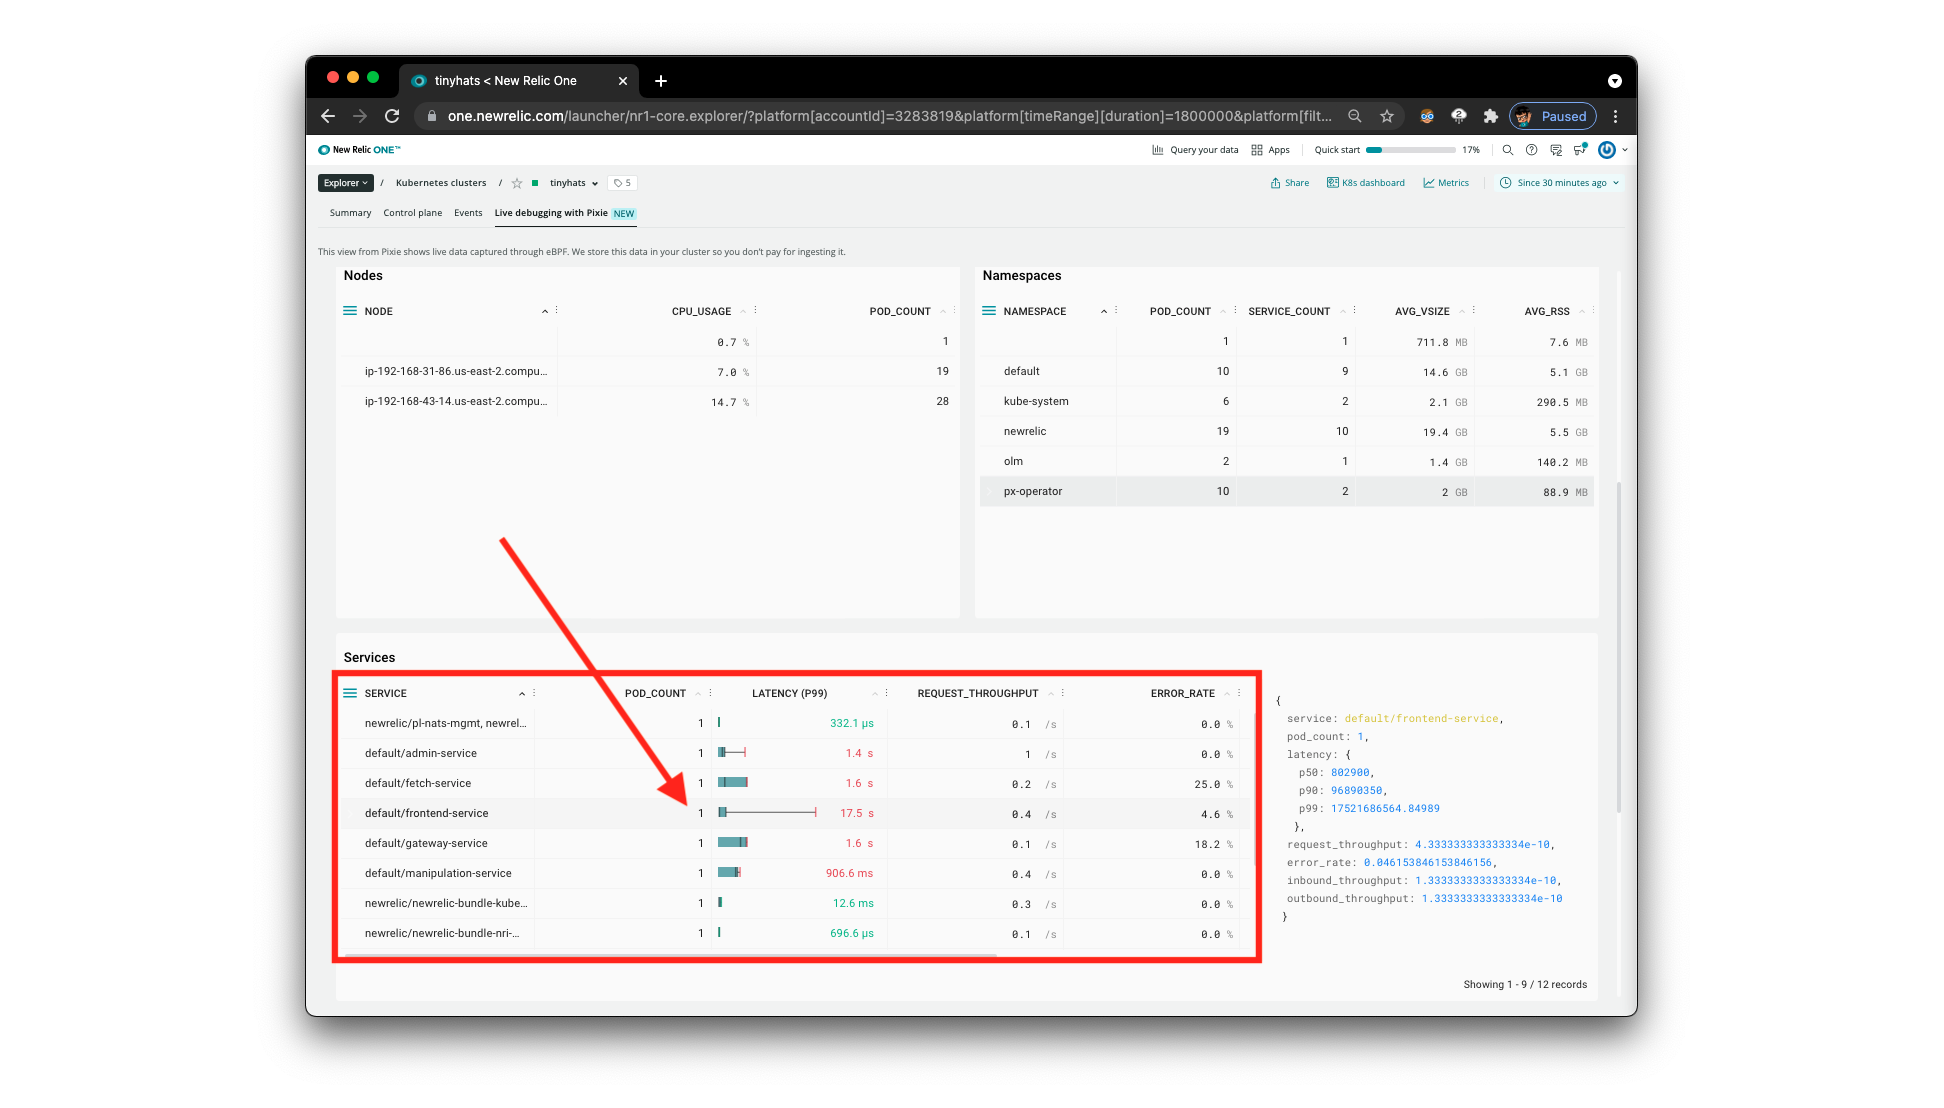 tinyhats < New Relic One
one.newrelic.com/launcher/nr1-core.explorer/?platform[accountId]=3283819&platform[timeRange][duration]=1800000&platform[filt...
Paused
New Relic ONE™
Query your data Apps Quick start 17%
Explorer / Kubernetes clusters / tinyhats 5
Share K8s dashboard Metrics Since 30 minutes ago
Summary Control plane Events Live debugging with Pixie NEW
This view from Pixie shows live data captured through eBPF. We store this data in your cluster so you don't pay for ingesting it.
Nodes
NODE CPU_USAGE POD_COUNT
0.7 % 1
ip-192-168-31-86.us-east-2.compu... 7.0 % 19
ip-192-168-43-14.us-east-2.compu... 14.7 % 28
Namespaces
NAMESPACE POD_COUNT SERVICE_COUNT AVG_VSIZE AVG_RSS
1 1 711.8 MB 7.6 MB
default 10 9 14.6 GB 5.1 GB
kube-system 6 2 2.1 GB 290.5 MB
newrelic 19 10 19.4 GB 5.5 GB
olm 2 1 1.4 GB 140.2 MB
px-operator 10 2 2 GB 88.9 MB
Services
SERVICE POD_COUNT LATENCY (P99) REQUEST_THROUGHPUT ERROR_RATE
newrelic/pl-nats-mgmt, newrel... 1 332.1 µs 0.1 /s 0.0 %
default/admin-service 1 1.4 s 1 /s 0.0 %
default/fetch-service 1 1.6 s 0.2 /s 25.0 %
default/frontend-service 1 17.5 s 0.4 /s 4.6 %
default/gateway-service 1 1.6 s 0.1 /s 18.2 %
default/manipulation-service 1 906.6 ms 0.4 /s 0.0 %
newrelic/newrelic-bundle-kube... 1 12.6 ms 0.3 /s 0.0 %
newrelic/newrelic-bundle-nri-... 1 696.6 µs 0.1 /s 0.0 %
{
service: default/frontend-service,
pod_count: 1,
latency: {
p50: 802900,
p90: 96890350,
p99: 17521686564.84989
},
request_throughput: 4.333333333333334e-10,
error_rate: 0.046153846153846156,
inbound_throughput: 1.3333333333333334e-10,
outbound_throughput: 1.3333333333333334e-10
}
Showing 1 - 9 / 12 records